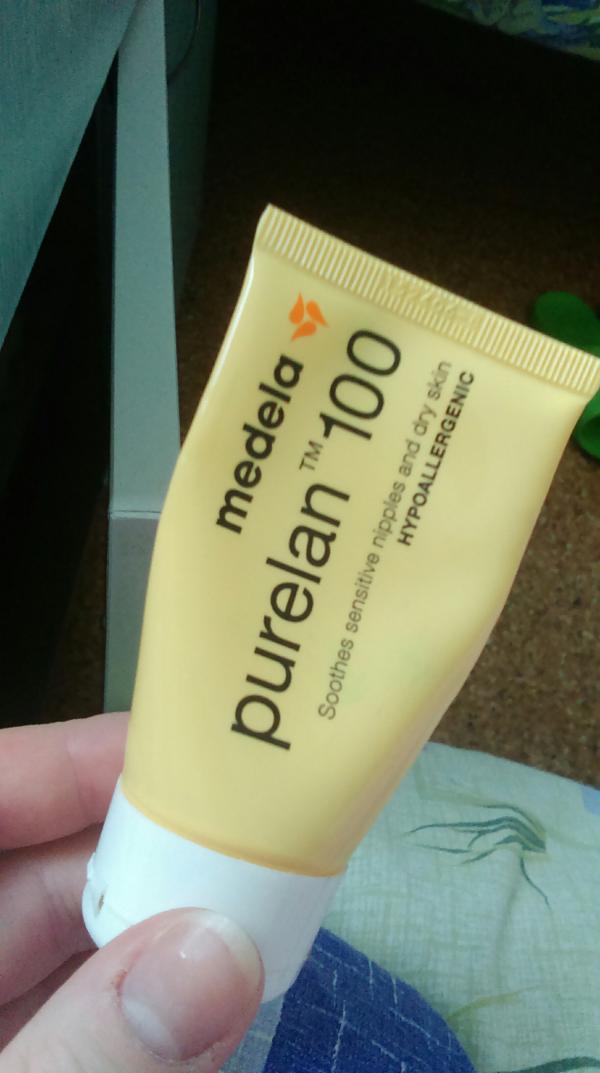 medela
purelan™100
Soothes sensitive nipples and dry skin
HYPOALLERGENIC